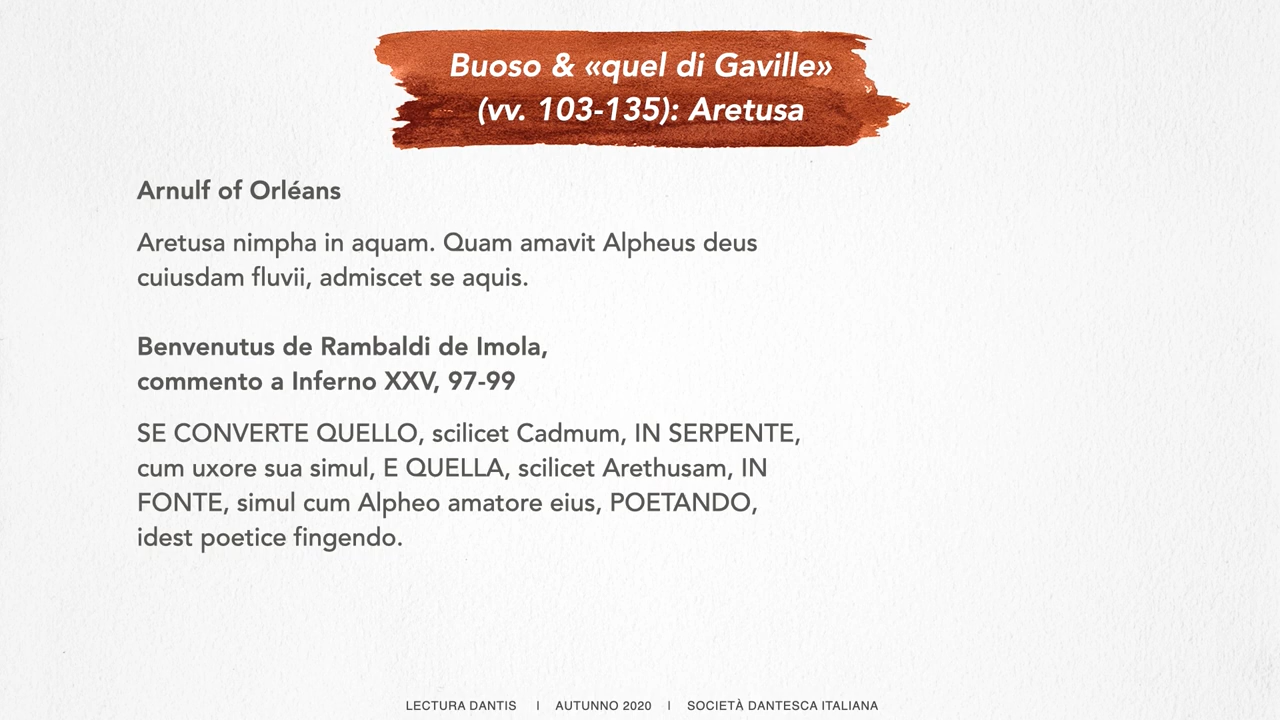 Buoso & «quel di Gaville»
(vv. 103-135): Aretusa
Arnulf of Orléans
Aretusa nimpha in aquam. Quam amavit Alpheus deus
cuiusdam fluvii, admiscet se aquis.
Benvenutus de Rambaldi de Imola,
commento a Inferno XXV, 97-99
SE CONVERTE QUELLO, scilicet Cadmum, IN SERPENTE,
cum uxore sua simul, E QUELLA, scilicet Arethusam, IN
FONTE, simul cum Alpheo amatore eius, POETANDO,
idest poetice fingendo.
LECTURA DANTIS | AUTUNNO 2020 | SOCIETÀ DANTESCA ITALIANA